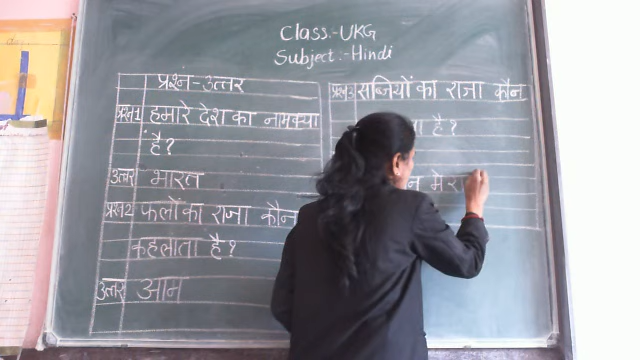 Class:-UKG
Subject:-Hindi
प्रश्न-उत्तर
प्रश्न1 हमारे देश का नाम क्या
है?
उत्तर भारत
प्रश्न2 फलों का राजा कौन
कहलाता है?
उत्तर आम
प्रश्न3 सब्जियों का राजा कौन
है?